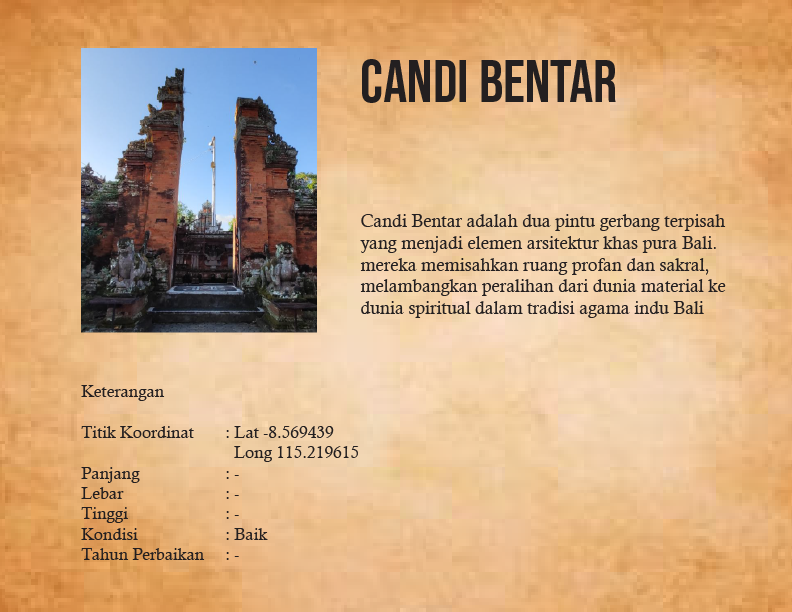 CANDI BENTAR
Candi Bentar adalah dua pintu gerbang terpisah
yang menjadi elemen arsitektur khas pura Bali.
mereka memisahkan ruang profan dan sakral,
melambangkan peralihan dari dunia material ke
dunia spiritual dalam tradisi agama indu Bali
Keterangan
Titik Koordinat : Lat -8.569439
Long 115.219615
Panjang : -
Lebar : -
Tinggi : -
Kondisi : Baik
Tahun Perbaikan : -